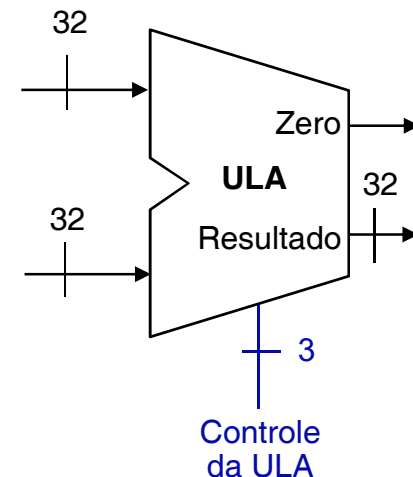 32
Zero
ULA
32
32
Resultado
3
Controle
da ULA